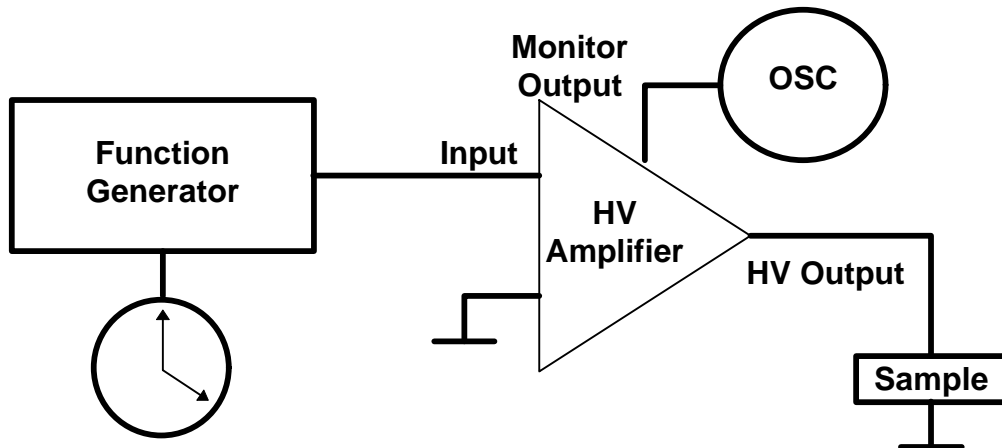 Monitor
Output
OSC
Function
Generator
Input
HV
Amplifier
HV Output
Sample